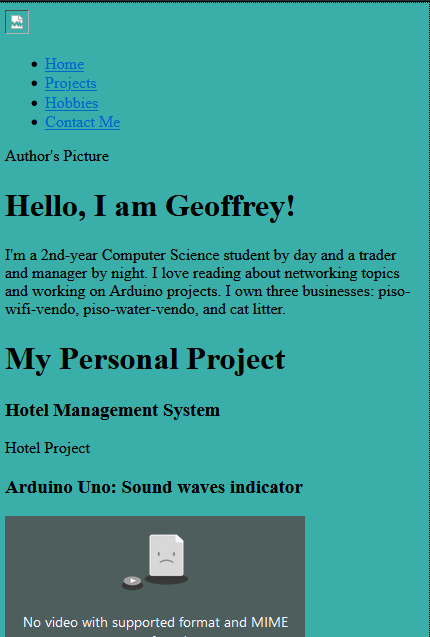 Home
Projects
Hobbies
Contact Me
Author's Picture
Hello, I am Geoffrey!
I'm a 2nd-year Computer Science student by day and a trader
and manager by night. I love reading about networking topics
and working on Arduino projects. I own three businesses: piso-
wifi-vendo, piso-water-vendo, and cat litter.
My Personal Project
Hotel Management System
Hotel Project
Arduino Uno: Sound waves indicator
No video with supported format and MIME